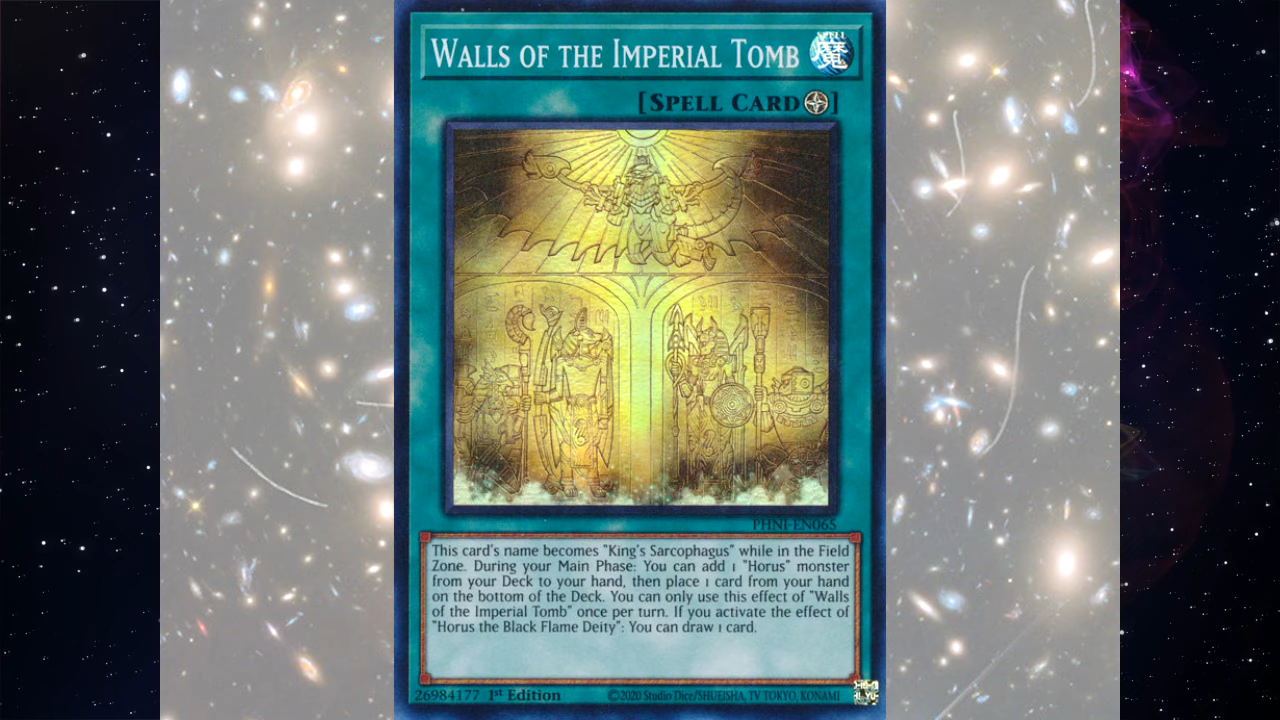 WALLS OF THE IMPERIAL TOMB
SPELL
魔
[SPELL CARD]
PHNI-EN065
This card's name becomes "King's Sarcophagus" while in the Field
Zone. During your Main Phase: You can add 1 "Horus" monster
from your Deck to your hand, then place 1 card from your hand
on the bottom of the Deck. You can only use this effect of "Walls
of the Imperial Tomb" once per turn. If you activate the effect of
"Horus the Black Flame Deity": You can draw 1 card.
26984177 1st Edition ©2020 Studio Dice/SHUEISHA, TV TOKYO, KONAMI